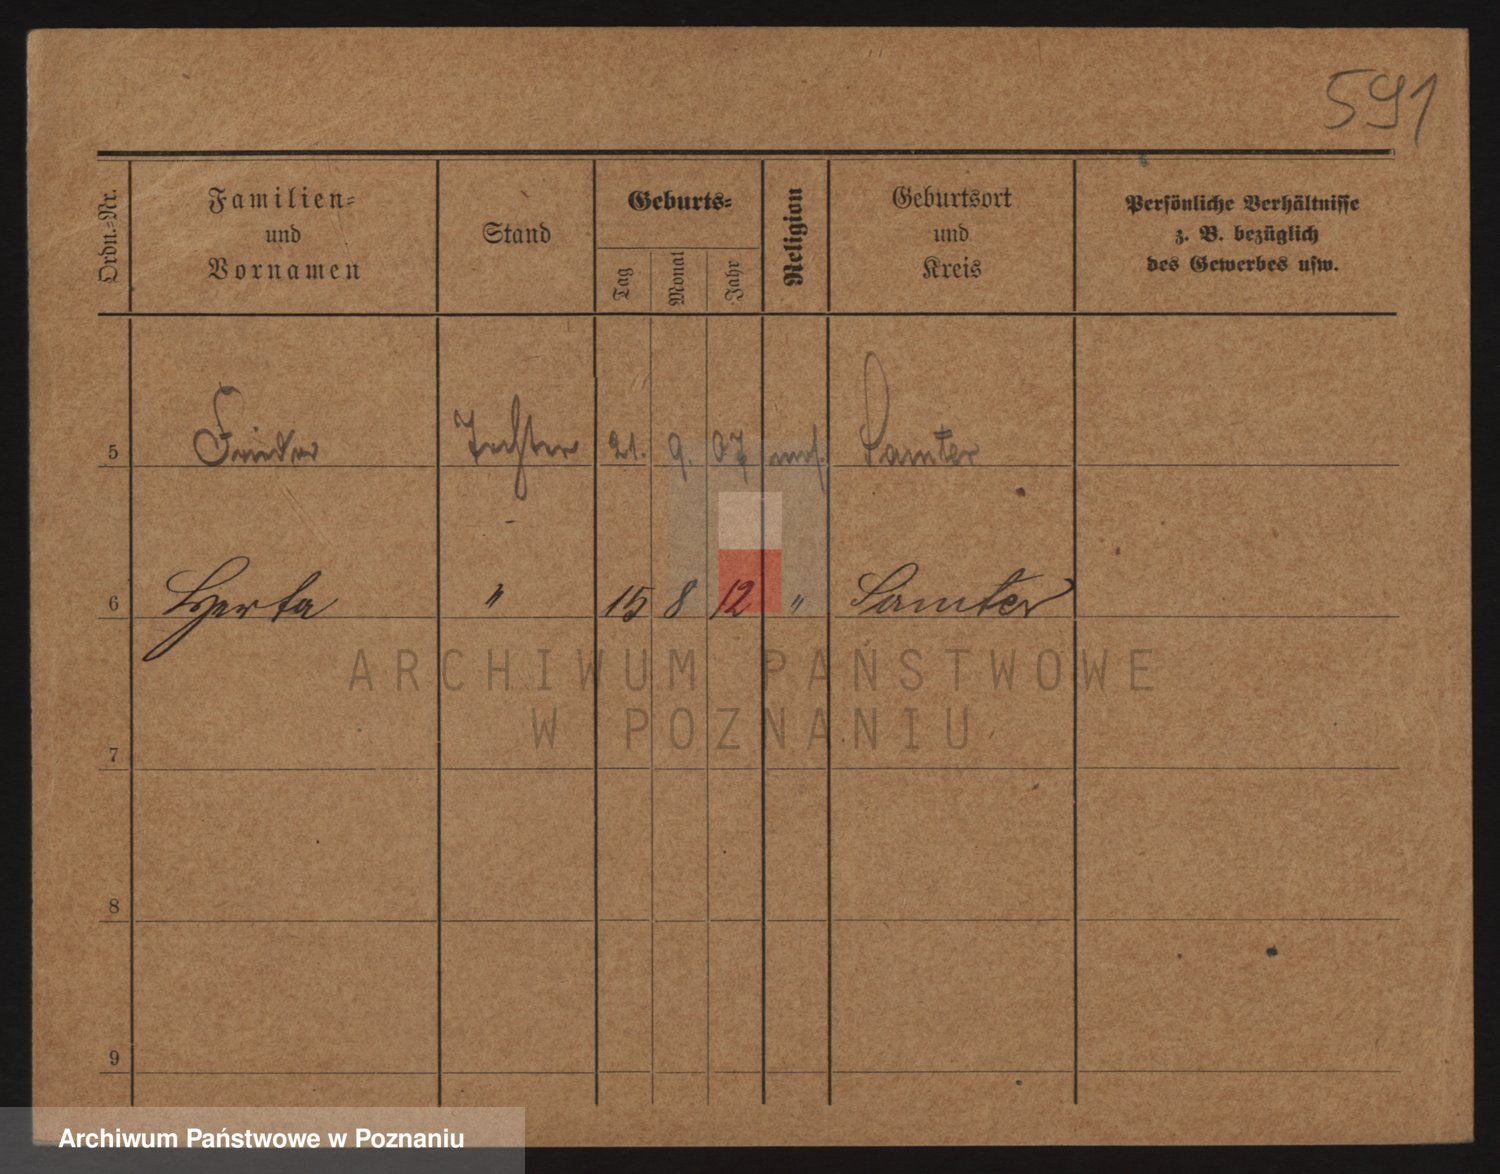 591
Ordn.-Nr.
Familien-
und
Vornamen
Stand
Geburts-
Tag
Monat
Jahr
Religion
Geburtsort
und
Kreis
Persönliche Verhältnisse
z. B. bezüglich
des Gewerbes usw.
5 Tochter 21. 9. 07 mos. Samter
6 Herta " 15 8 12 " Samter
ARCHIWUM PAŃSTWOWE
W POZNANIU
7
8
9
Archiwum Państwowe w Poznaniu